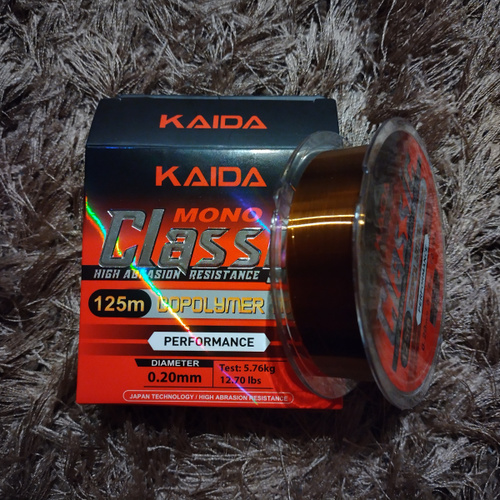 KAIDA
KAIDA
MONO
Class
HIGH ABRASION RESISTANCE
125m COPOLYMER
PERFORMANCE
DIAMETER
0.20mm
Test: 5.76kg
12.70 lbs
JAPAN TECHNOLOGY / HIGH ABRASION RESISTANCE